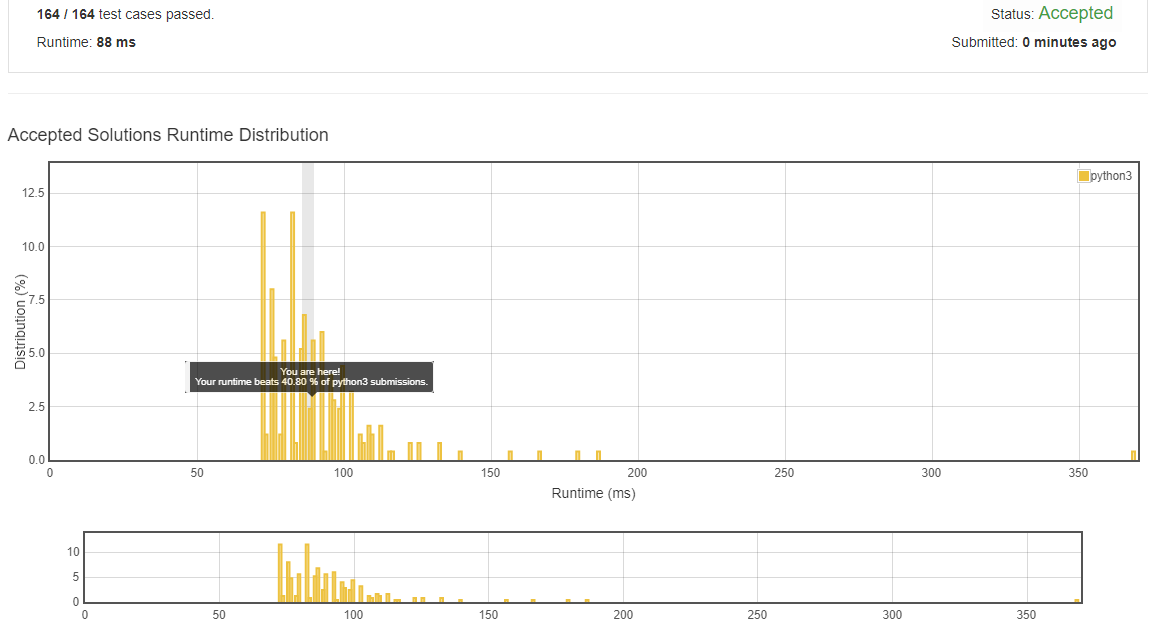 164 / 164 test cases passed.
Status: Accepted
Runtime: 88 ms
Submitted: 0 minutes ago
Accepted Solutions Runtime Distribution
python3
12.5
10.0
7.5
5.0
2.5
0.0
Distribution (%)
You are here!
Your runtime beats 40.80 % of python3 submissions.
0 50 100 150 200 250 300 350
Runtime (ms)
10
5
0
0 50 100 150 200 250 300 350